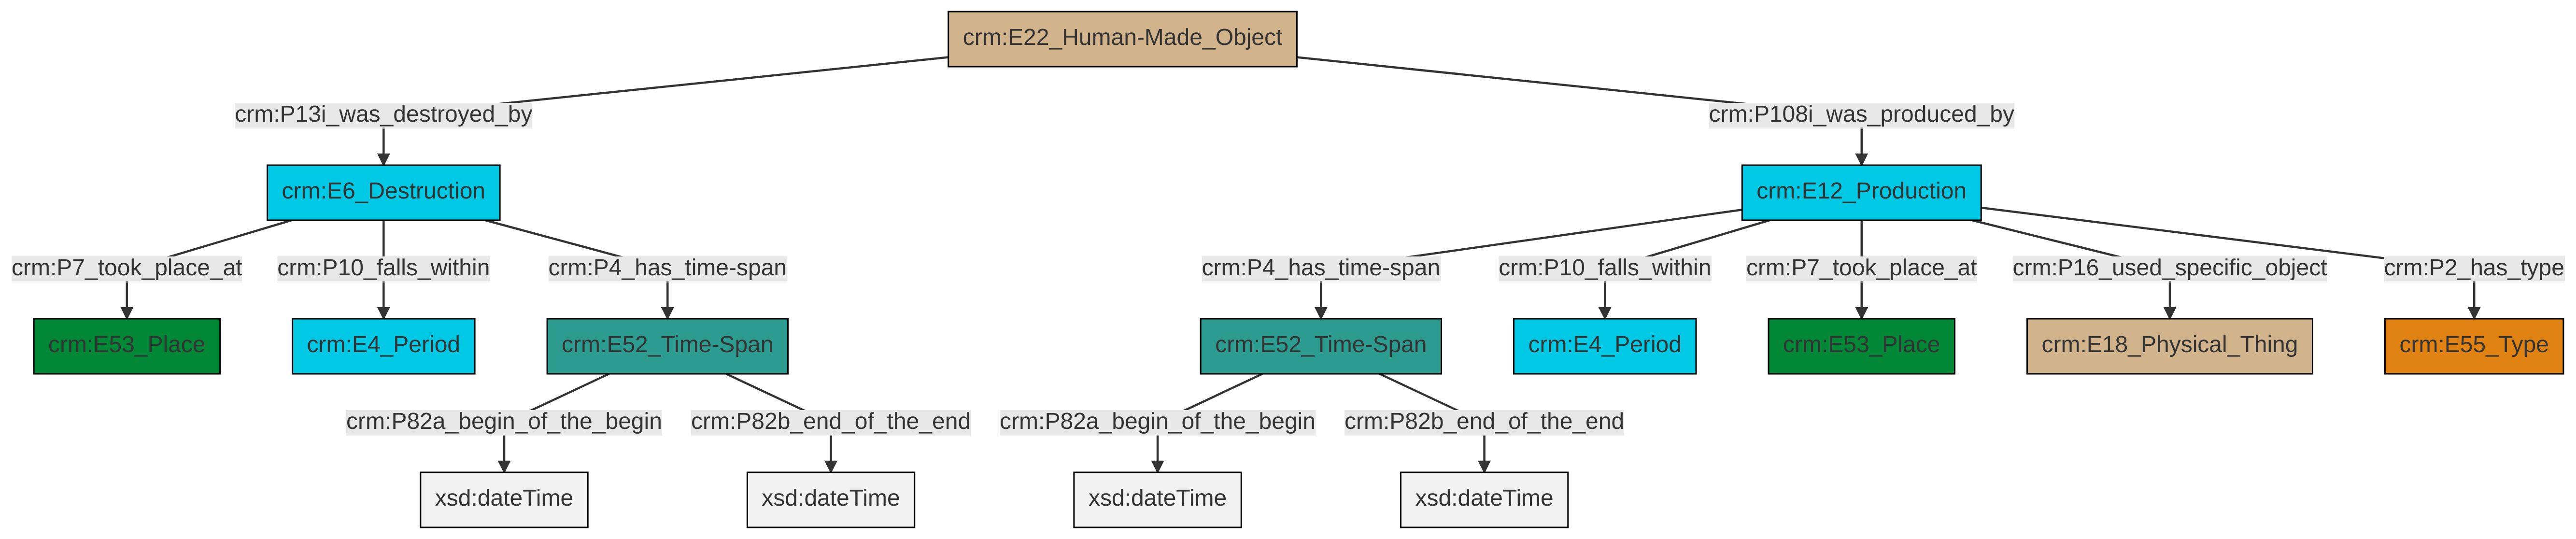 crm:E22_Human-Made_Object
crm:P13i_was_destroyed_by
crm:P108i_was_produced_by
crm:E6_Destruction
crm:E12_Production
crm:P7_took_place_at
crm:P10_falls_within
crm:P4_has_time-span
crm:P4_has_time-span
crm:P10_falls_within
crm:P7_took_place_at
crm:P16_used_specific_object
crm:P2_has_type
crm:E53_Place
crm:E4_Period
crm:E52_Time-Span
crm:E52_Time-Span
crm:E4_Period
crm:E53_Place
crm:E18_Physical_Thing
crm:E55_Type
crm:P82a_begin_of_the_begin
crm:P82b_end_of_the_end
crm:P82a_begin_of_the_begin
crm:P82b_end_of_the_end
xsd:dateTime
xsd:dateTime
xsd:dateTime
xsd:dateTime